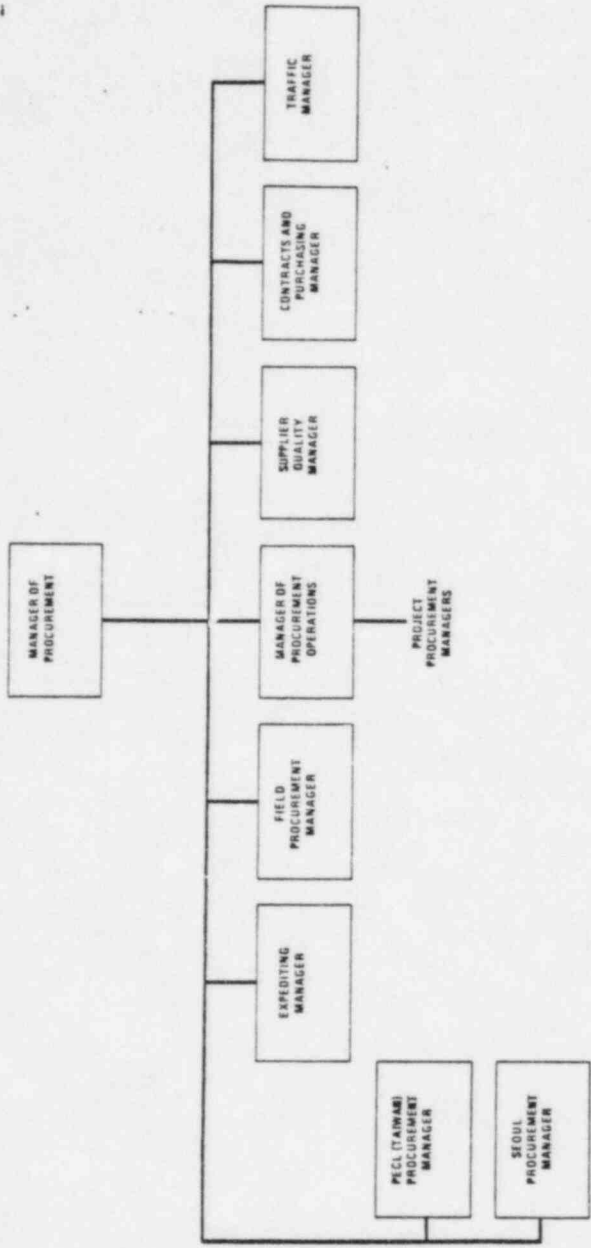 MANAGER OF
PROCUREMENT
EXPEDITING
MANAGER
FIELD
PROCUREMENT
MANAGER
MANAGER OF
PROCUREMENT
OPERATIONS
SUPPLIER
QUALITY
MANAGER
CONTRACTS AND
PURCHASING
MANAGER
TRAFFIC
MANAGER
PROJECT
PROCUREMENT
MANAGERS
PECL (TAIWAN)
PROCUREMENT
MANAGER
SEOUL
PROCUREMENT
MANAGER